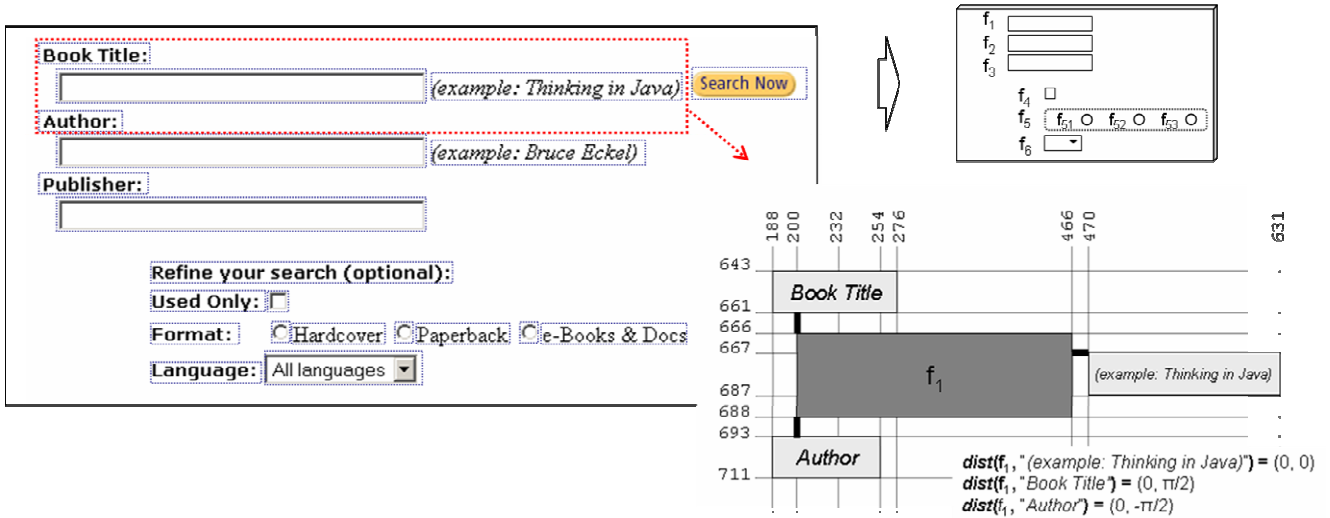 Book Title:
(example: Thinking in Java)
Search Now
Author:
(example: Bruce Eckel)
Publisher:
Refine your search (optional):
Used Only:
Format: Hardcover Paperback e-Books & Docs
Language: All languages
f1
f2
f3
f4
f5 f51 f52 f53
f6
188 200 232 254 276 466 470 631
643
Book Title
661
666
667
f1
(example: Thinking in Java)
687
688
693
Author
711
dist(f1, "(example: Thinking in Java)") = (0, 0)
dist(f1, "Book Title") = (0, π/2)
dist(f1, "Author") = (0, -π/2)